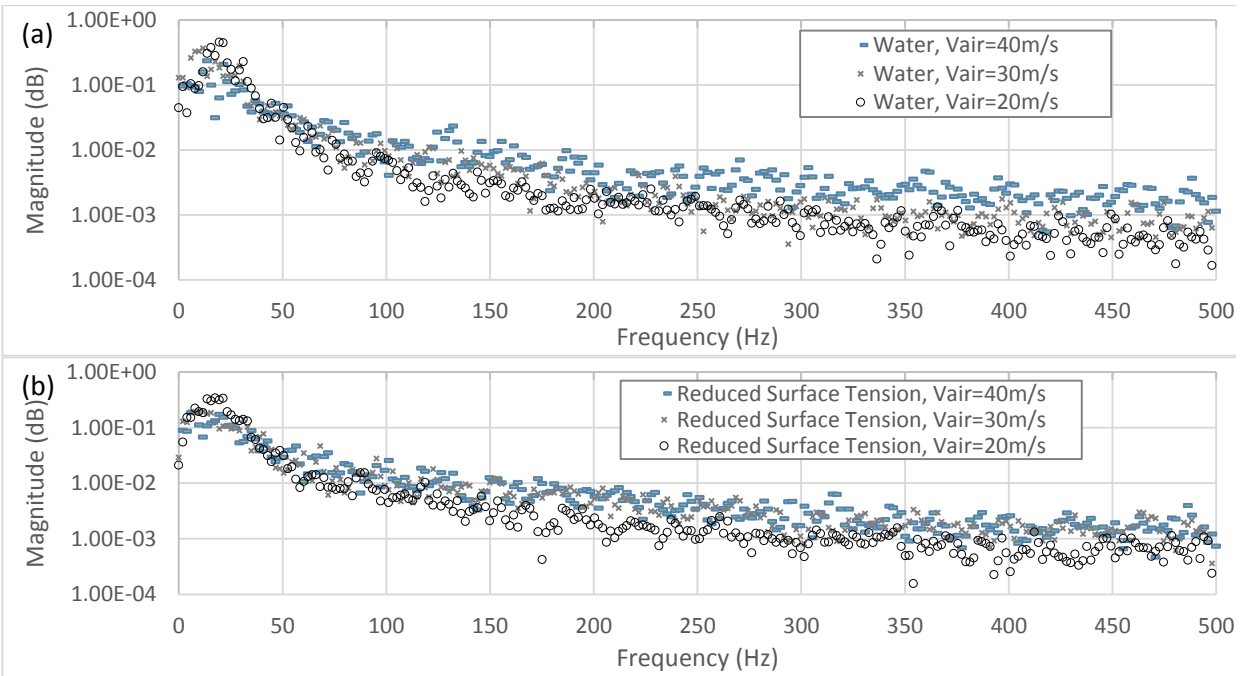 (a)
Magnitude (dB)
1.00E+00
1.00E-01
1.00E-02
1.00E-03
1.00E-04
Water, Vair=40m/s
Water, Vair=30m/s
Water, Vair=20m/s
0 50 100 150 200 250 300 350 400 450 500
Frequency (Hz)
(b)
Magnitude (dB)
1.00E+00
1.00E-01
1.00E-02
1.00E-03
1.00E-04
Reduced Surface Tension, Vair=40m/s
Reduced Surface Tension, Vair=30m/s
Reduced Surface Tension, Vair=20m/s
0 50 100 150 200 250 300 350 400 450 500
Frequency (Hz)